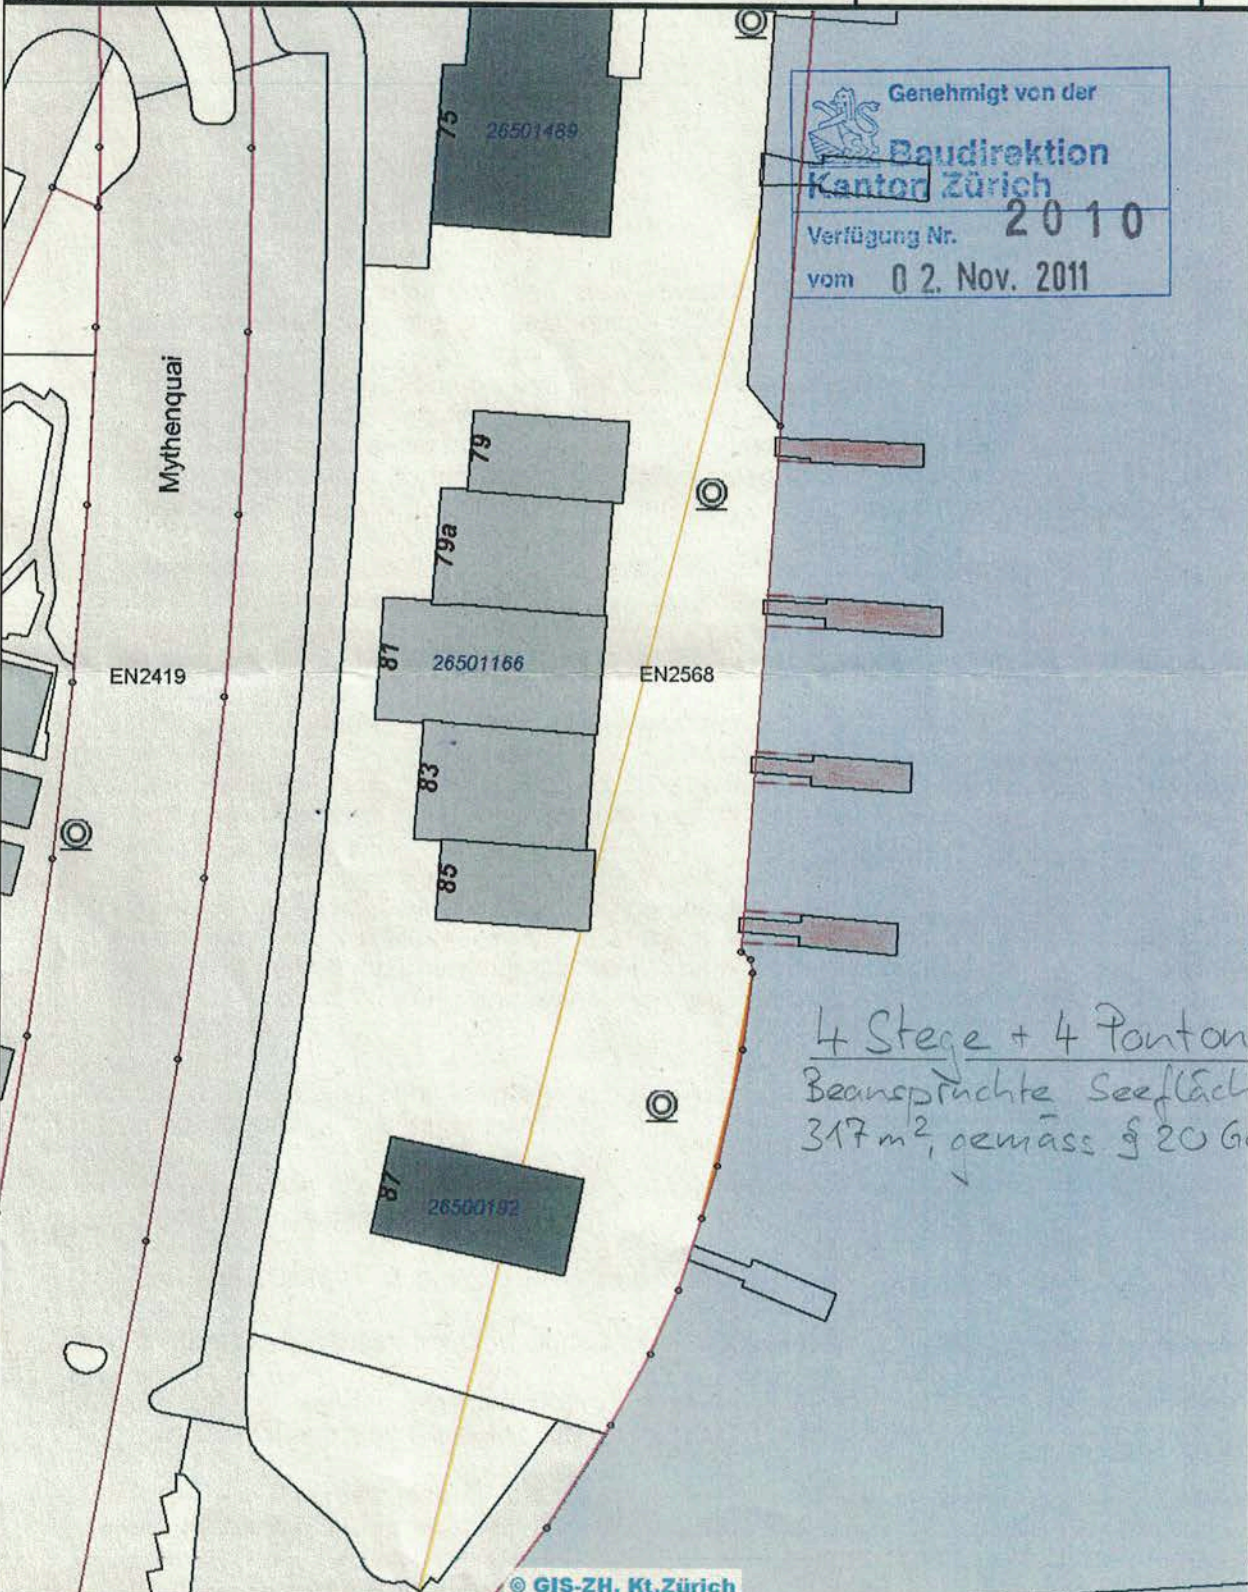 Genehmigt von der
Baudirektion
Kanton Zürich
Verfügung Nr. 2010
vom 02. Nov. 2011
75
26501489
Mythenquai
79
79a
81
26501166
EN2419
EN2568
83
85
4 Stege + 4 Ponton
Beanspruchte Seefläch
317 m², gemäss § 20 Ge
87
26500192
© GIS-ZH, Kt.Zürich